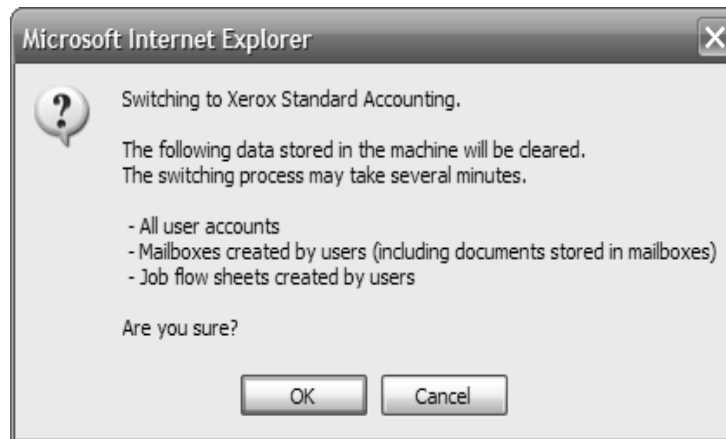 Microsoft Internet Explorer
Switching to Xerox Standard Accounting.
The following data stored in the machine will be cleared.
The switching process may take several minutes.
- All user accounts
- Mailboxes created by users (including documents stored in mailboxes)
- Job flow sheets created by users
Are you sure?
OK
Cancel